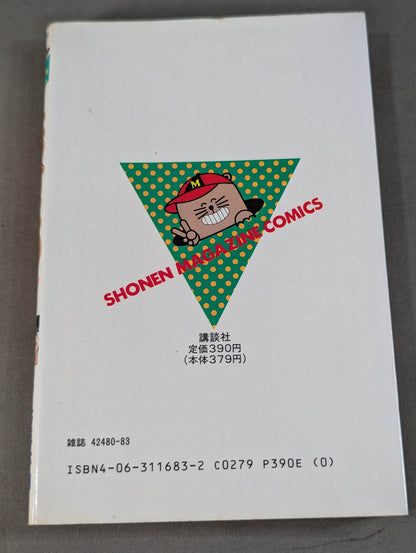 M
SHONEN MAGAZINE COMICS
講談社
定価390円
(本体379円)
雑誌 42480-83
ISBN4-06-311683-2 C0279 P390E (0)